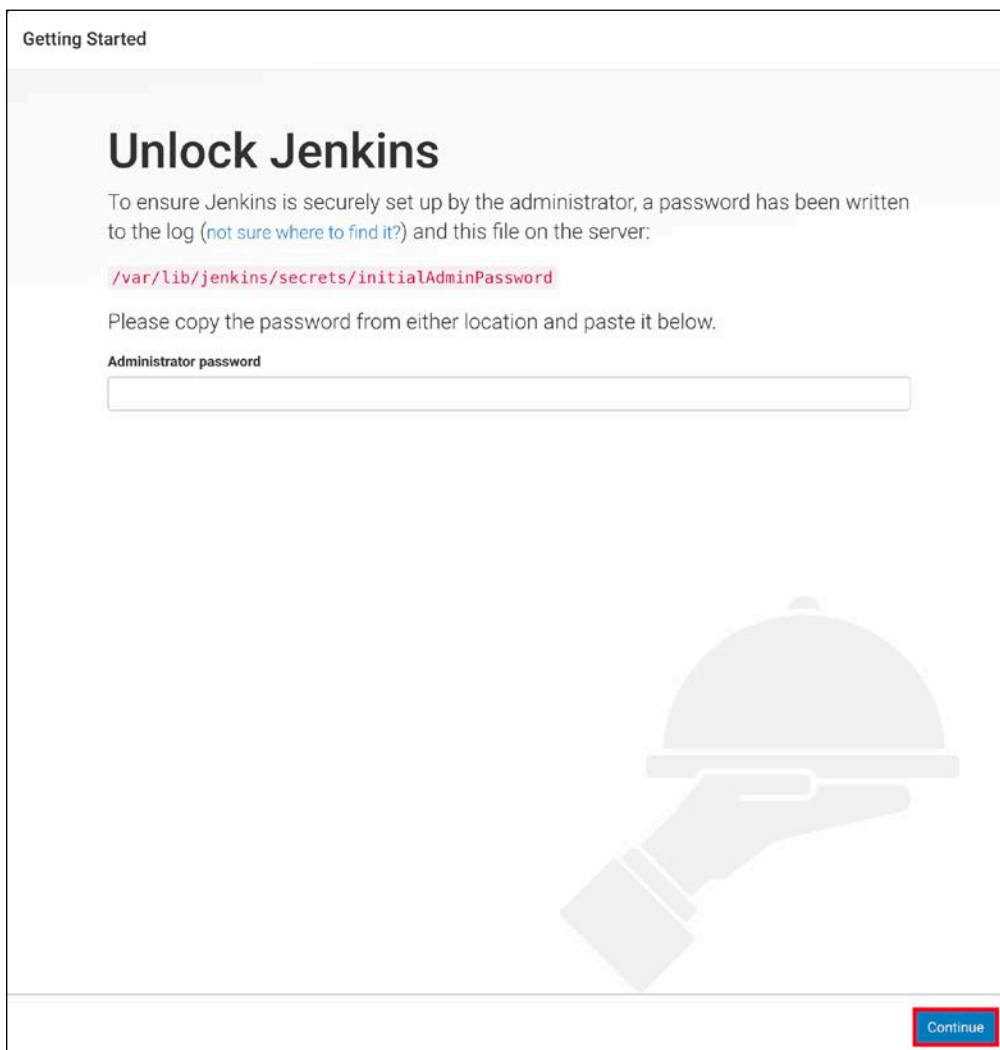 Getting Started
Unlock Jenkins
To ensure Jenkins is securely set up by the administrator, a password has been written
to the log (not sure where to find it?) and this file on the server:
/var/lib/jenkins/secrets/initialAdminPassword
Please copy the password from either location and paste it below.
Administrator password
Continue